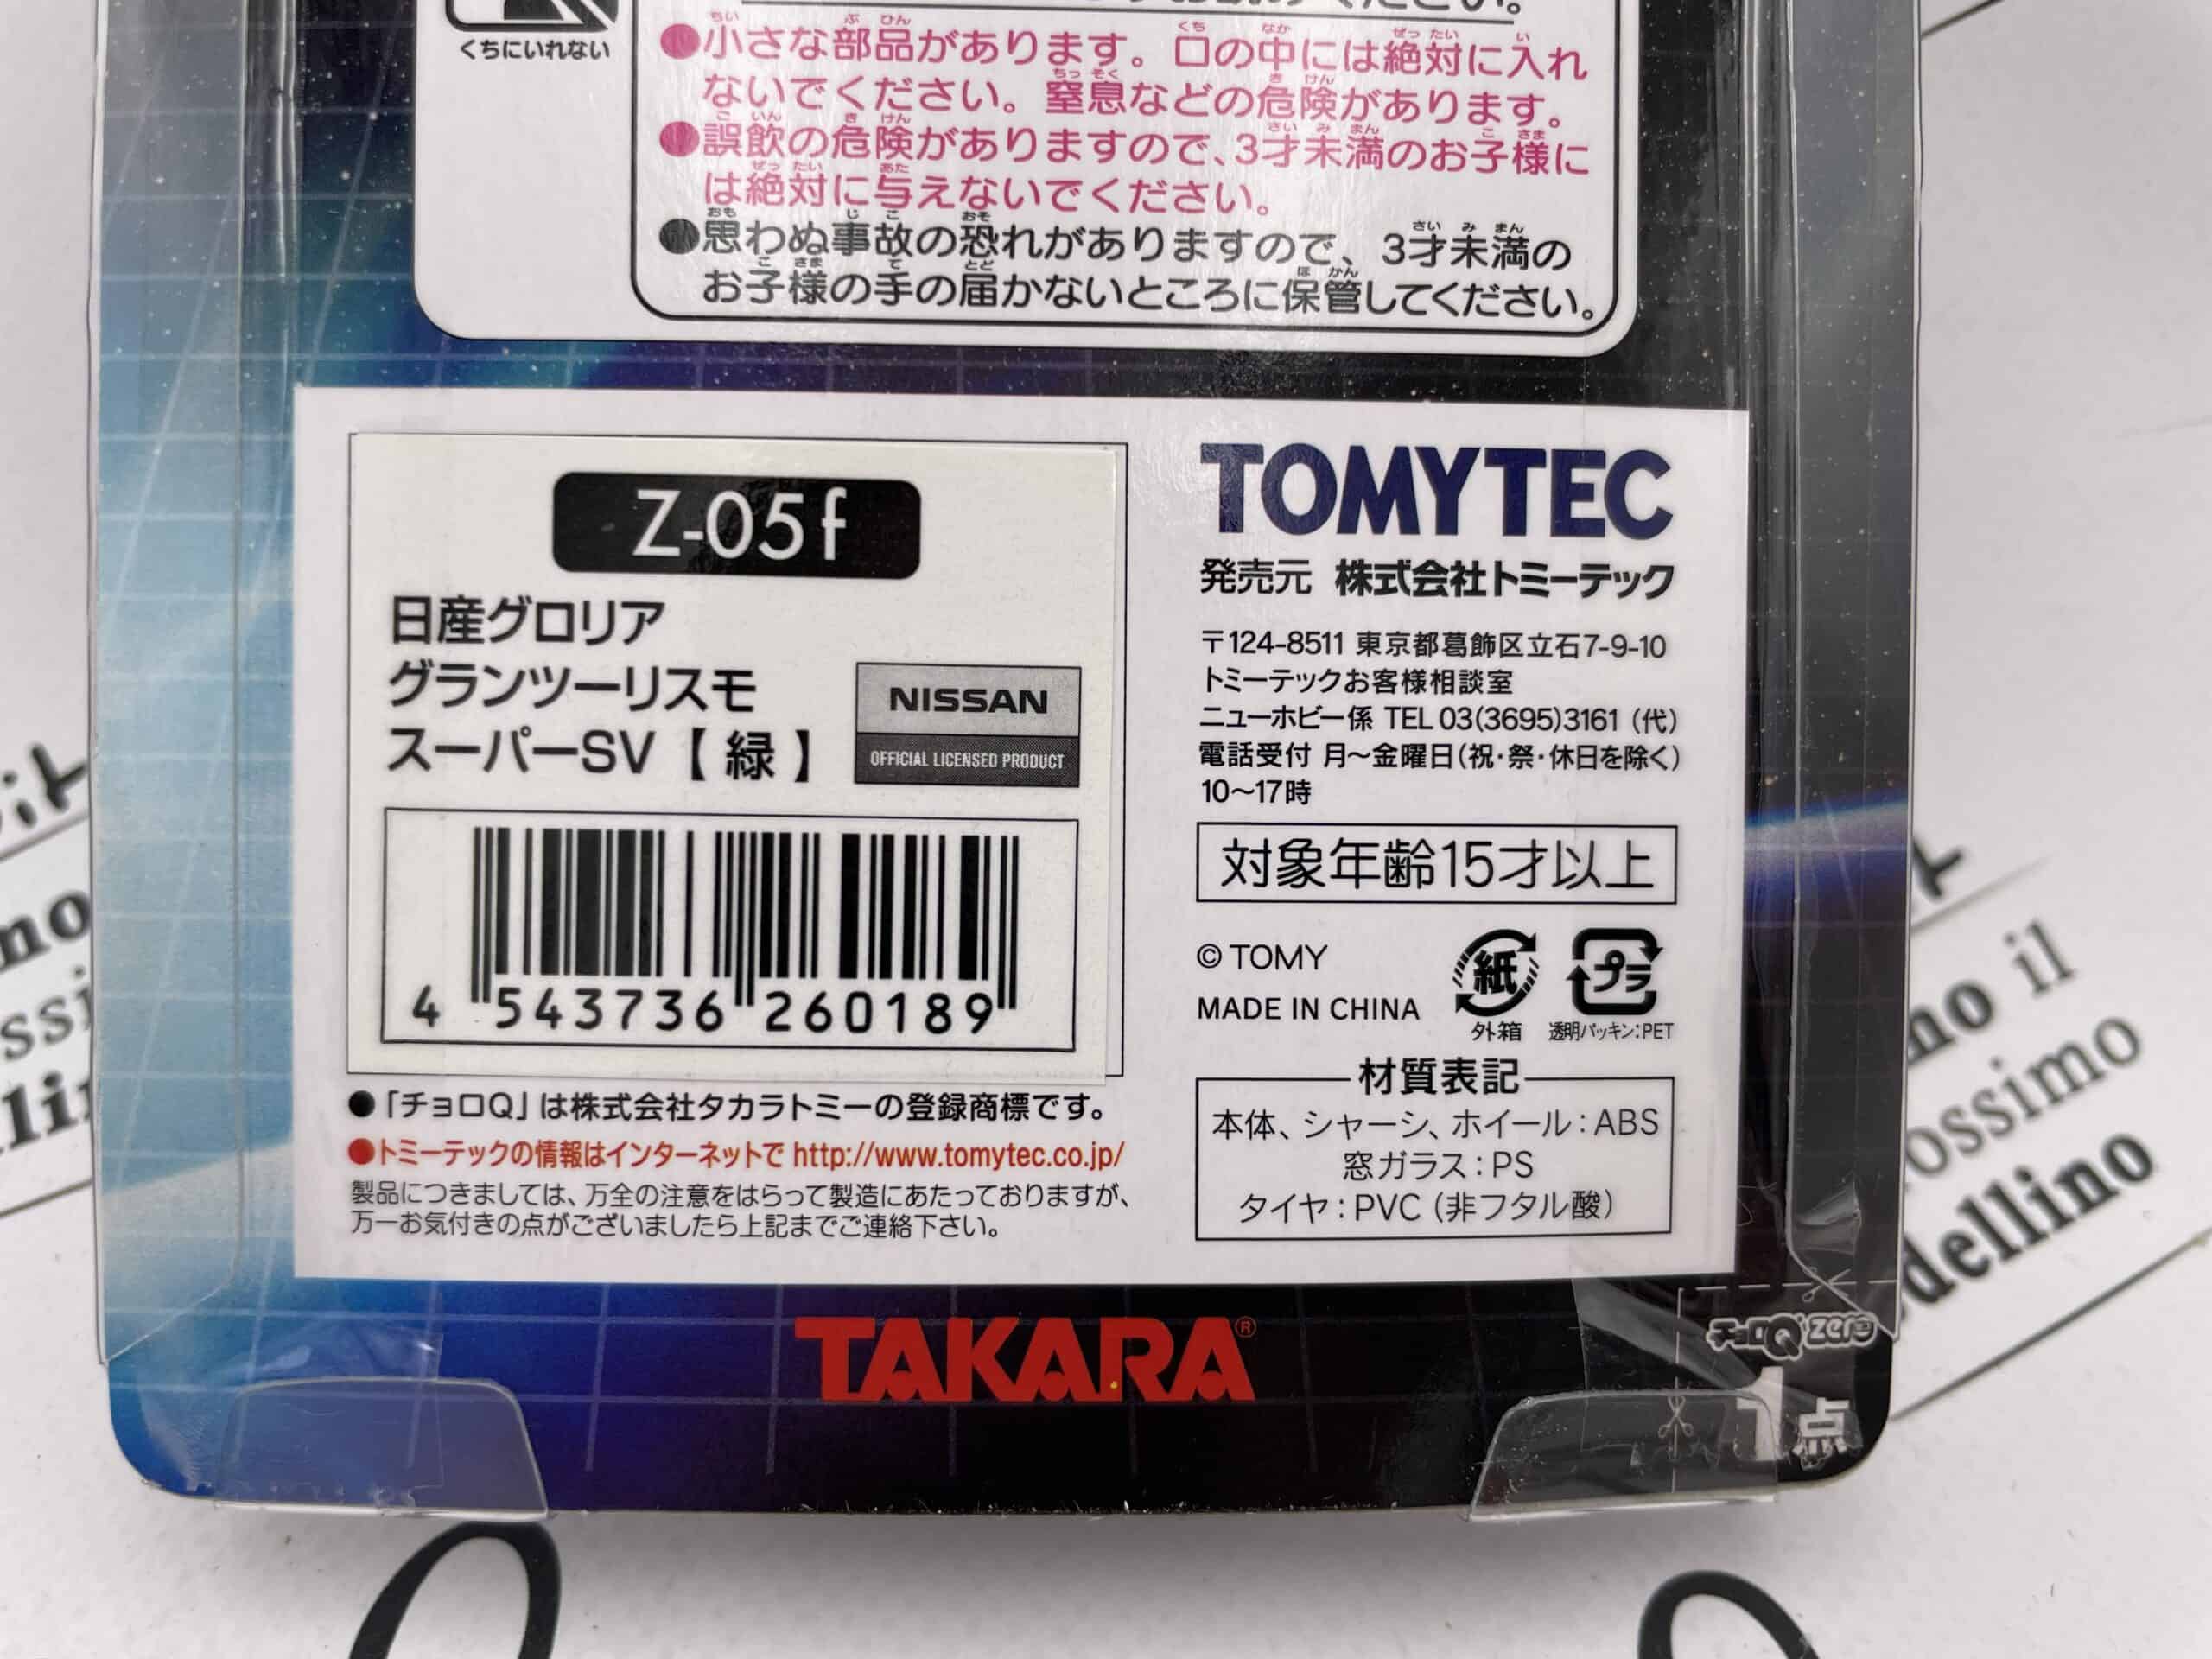 くちにいれない
●小さな部品があります。口の中には絶対に入れ
ないでください。窒息などの危険があります。
●誤飲の危険がありますので、3才未満のお子様に
は絶対に与えないでください。
●思わぬ事故の恐れがありますので、3才未満の
お子様の手の届かないところに保管してください。
Z-05f
日産グロリア
グランツーリスモ
スーパーSV【緑】
NISSAN
OFFICIAL LICENSED PRODUCT
4 543736 260189
●「チョロQ」は株式会社タカラトミーの登録商標です。
●トミーテックの情報はインターネットで http://www.tomytec.co.jp/
製品につきましては、万全の注意をはらって製造にあたっておりますが、
万一お気付きの点がございましたら上記までご連絡下さい。
TOMYTEC
発売元 株式会社トミーテック
〒124-8511 東京都葛飾区立石7-9-10
トミーテックお客様相談室
ニューホビー係 TEL 03(3695)3161 (代)
電話受付 月〜金曜日(祝・祭・休日を除く)
10〜17時
対象年齢15才以上
© TOMY
MADE IN CHINA
紙
外箱
プラ
透明パッキン:PET
材質表記
本体、シャーシ、ホイール:ABS
窓ガラス:PS
タイヤ:PVC (非フタル酸)
TAKARA®
チョロQ zero
1点
no il
ossimo
dellino